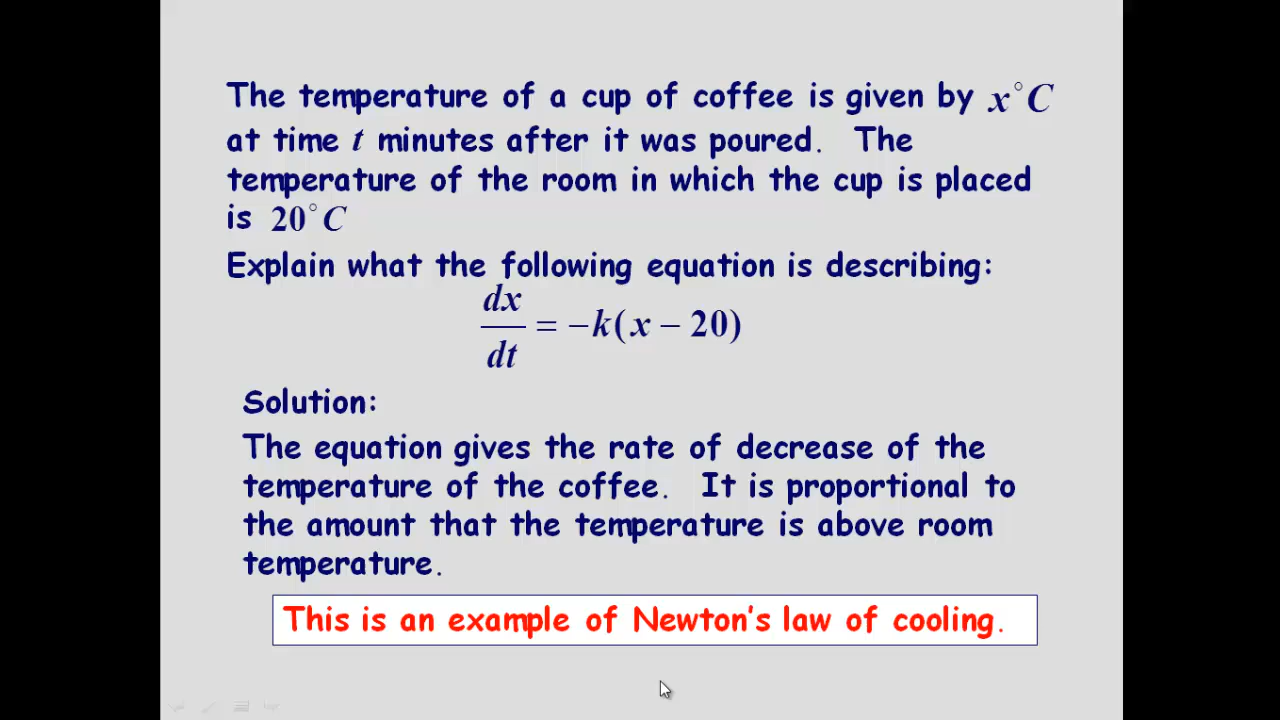 The temperature of a cup of coffee is given by x°C
at time t minutes after it was poured. The
temperature of the room in which the cup is placed
is 20°C
Explain what the following equation is describing:
dx/dt = −k(x − 20)
Solution:
The equation gives the rate of decrease of the
temperature of the coffee. It is proportional to
the amount that the temperature is above room
temperature.
This is an example of Newton's law of cooling.